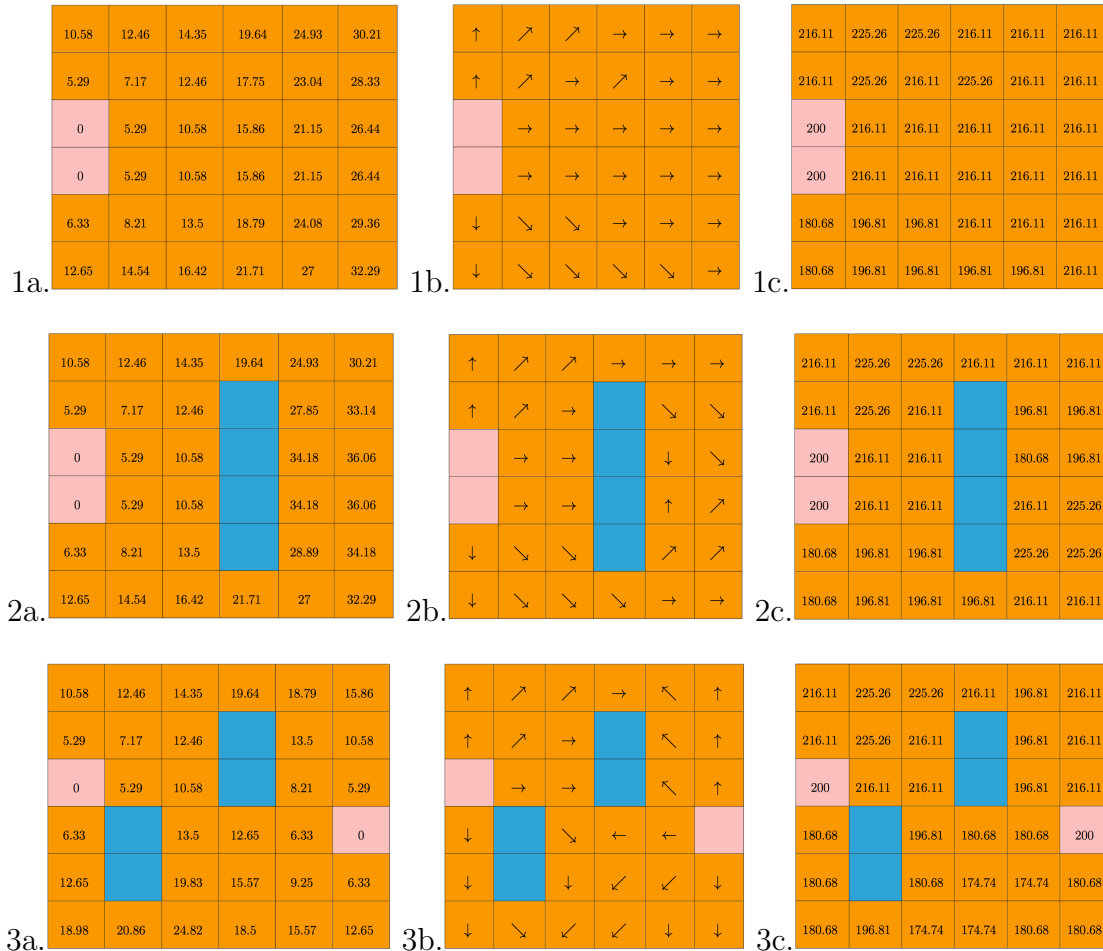 10.58 12.46 14.35 19.64 24.93 30.21 ↑ ↗ ↗ → → → 216.11 225.26 225.26 216.11 216.11 216.11
5.29 7.17 12.46 17.75 23.04 28.33 ↑ ↗ → ↗ → → 216.11 225.26 216.11 225.26 216.11 216.11
0 5.29 10.58 15.86 21.15 26.44 → → → → → 200 216.11 216.11 216.11 216.11 216.11
0 5.29 10.58 15.86 21.15 26.44 → → → → → 200 216.11 216.11 216.11 216.11 216.11
6.33 8.21 13.5 18.79 24.08 29.36 ↓ ↘ ↘ → → → 180.68 196.81 196.81 216.11 216.11 216.11
1a. 12.65 14.54 16.42 21.71 27 32.29 1b. ↓ ↘ ↘ ↘ ↘ → 1c. 180.68 196.81 196.81 196.81 196.81 216.11
10.58 12.46 14.35 19.64 24.93 30.21 ↑ ↗ ↗ → → → 216.11 225.26 225.26 216.11 216.11 216.11
5.29 7.17 12.46 27.85 33.14 ↑ ↗ → ↘ ↘ 216.11 225.26 216.11 196.81 196.81
0 5.29 10.58 34.18 36.06 → → ↓ ↘ 200 216.11 216.11 180.68 196.81
0 5.29 10.58 34.18 36.06 → → ↑ ↗ 200 216.11 216.11 216.11 225.26
6.33 8.21 13.5 28.89 34.18 ↓ ↘ ↘ ↗ ↗ 180.68 196.81 196.81 225.26 225.26
2a. 12.65 14.54 16.42 21.71 27 32.29 2b. ↓ ↘ ↘ ↘ → → 2c. 180.68 196.81 196.81 196.81 216.11 216.11
10.58 12.46 14.35 19.64 18.79 15.86 ↑ ↗ ↗ → ↖ ↑ 216.11 225.26 225.26 216.11 196.81 216.11
5.29 7.17 12.46 13.5 10.58 ↑ ↗ → ↖ ↑ 216.11 225.26 216.11 196.81 216.11
0 5.29 10.58 8.21 5.29 → → ↖ ↑ 200 216.11 216.11 196.81 216.11
6.33 13.5 12.65 6.33 0 ↓ ↘ ← ← 180.68 196.81 180.68 180.68 200
12.65 19.83 15.57 9.25 6.33 ↓ ↓ ↙ ↙ ↓ 180.68 180.68 174.74 174.74 180.68
3a. 18.98 20.86 24.82 18.5 15.57 12.65 3b. ↓ ↘ ↙ ↙ ↓ ↓ 3c. 180.68 196.81 174.74 174.74 180.68 180.68